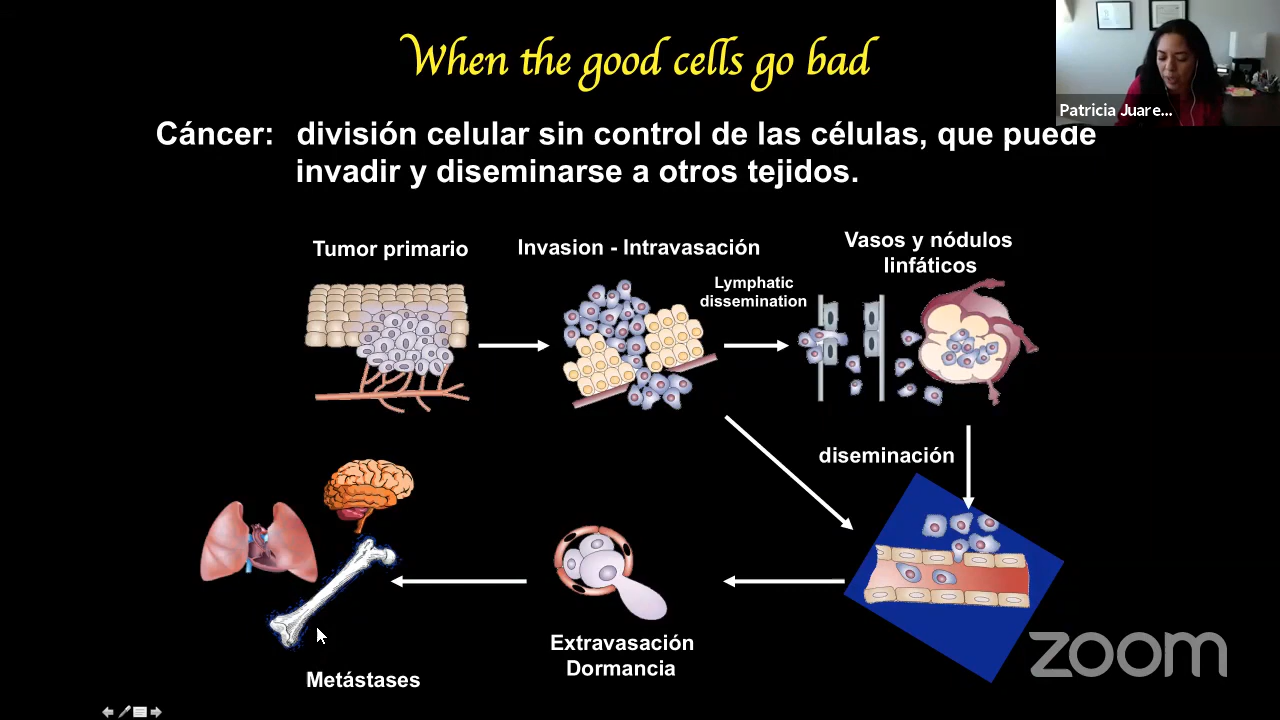 When the good cells go bad
Patricia Juare...
Cáncer: división celular sin control de las células, que puede
invadir y diseminarse a otros tejidos.
Tumor primario
Invasion - Intravasación
Vasos y nódulos
linfáticos
Lymphatic
dissemination
diseminación
Extravasación
Dormancia
Metástases
zoom